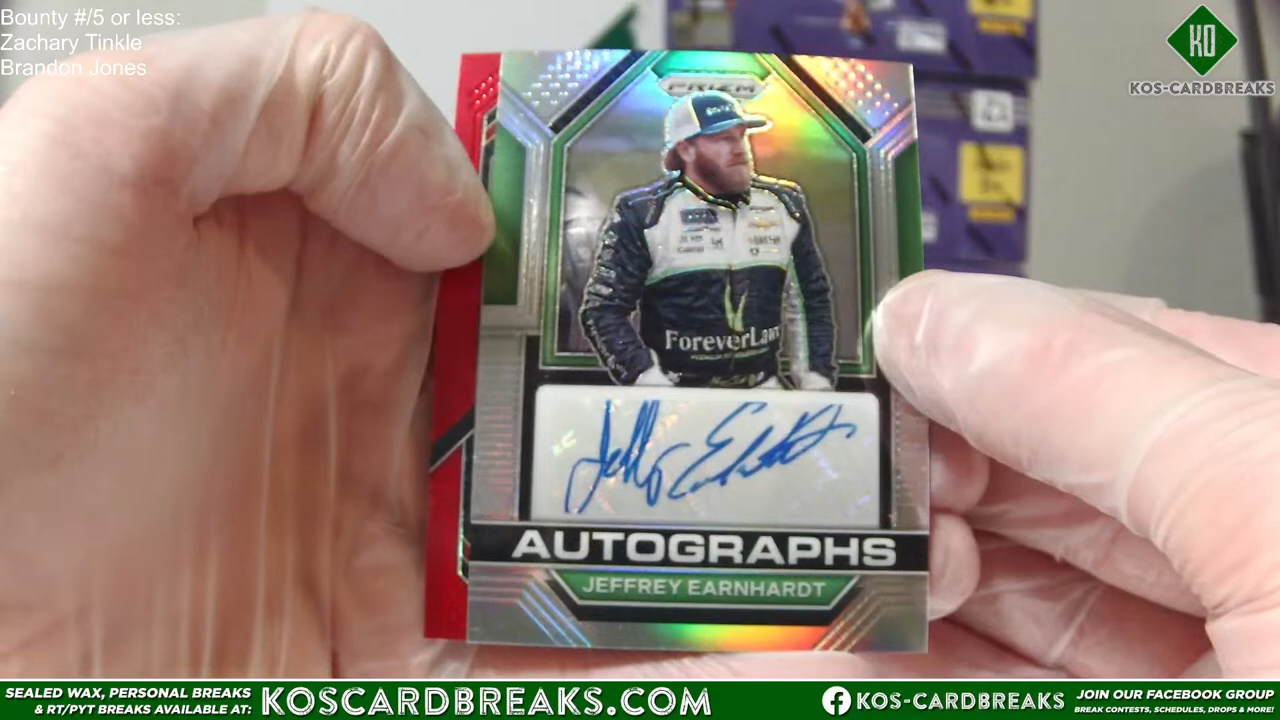 Bounty #/5 or less:
Zachary Tinkle
Brandon Jones
KO
KOS-CARDBREAKS
PRIZM
ForeverLawn
Jeffrey Earnhardt
AUTOGRAPHS
JEFFREY EARNHARDT
SEALED WAX, PERSONAL BREAKS
& RT/PYT BREAKS AVAILABLE AT:
KOSCARDBREAKS.COM
KOS-CARDBREAKS
JOIN OUR FACEBOOK GROUP
BREAK CONTESTS, SCHEDULES, DROPS & MORE!